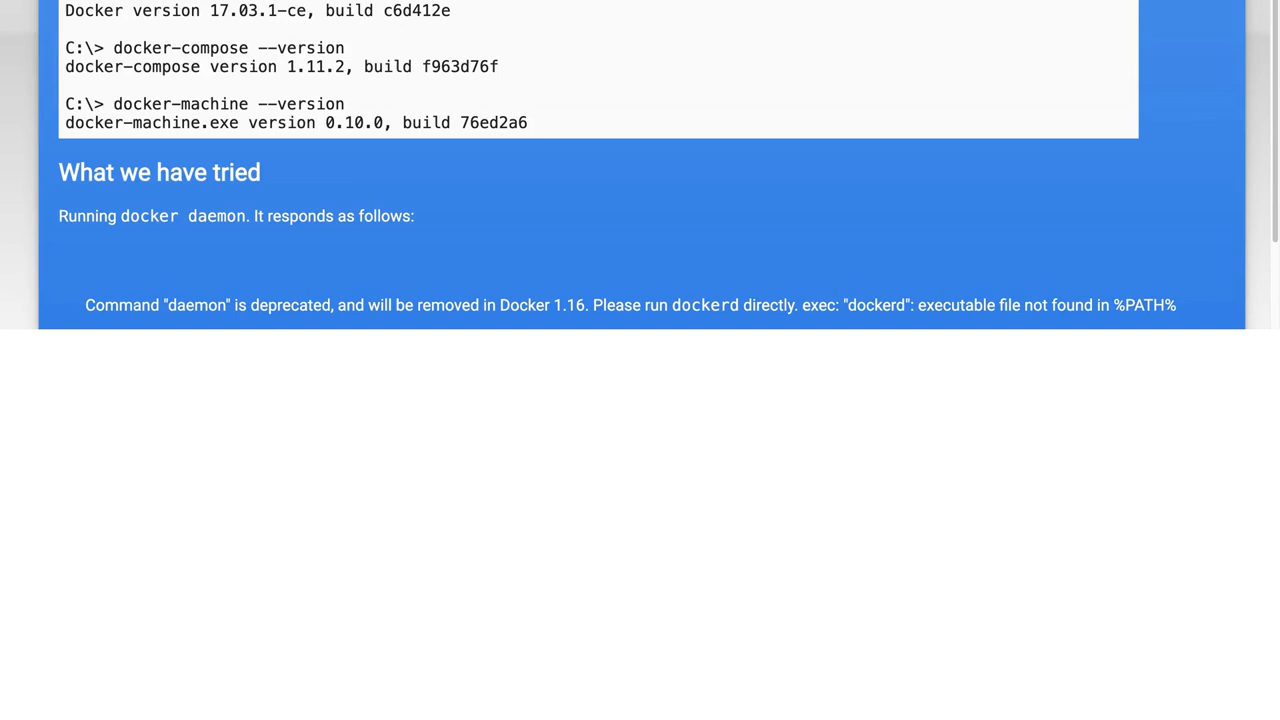 Docker version 17.03.1-ce, build c6d412e
C:\> docker-compose --version
docker-compose version 1.11.2, build f963d76f
C:\> docker-machine --version
docker-machine.exe version 0.10.0, build 76ed2a6
What we have tried
Running docker daemon. It responds as follows:
Command "daemon" is deprecated, and will be removed in Docker 1.16. Please run dockerd directly. exec: "dockerd": executable file not found in %PATH%